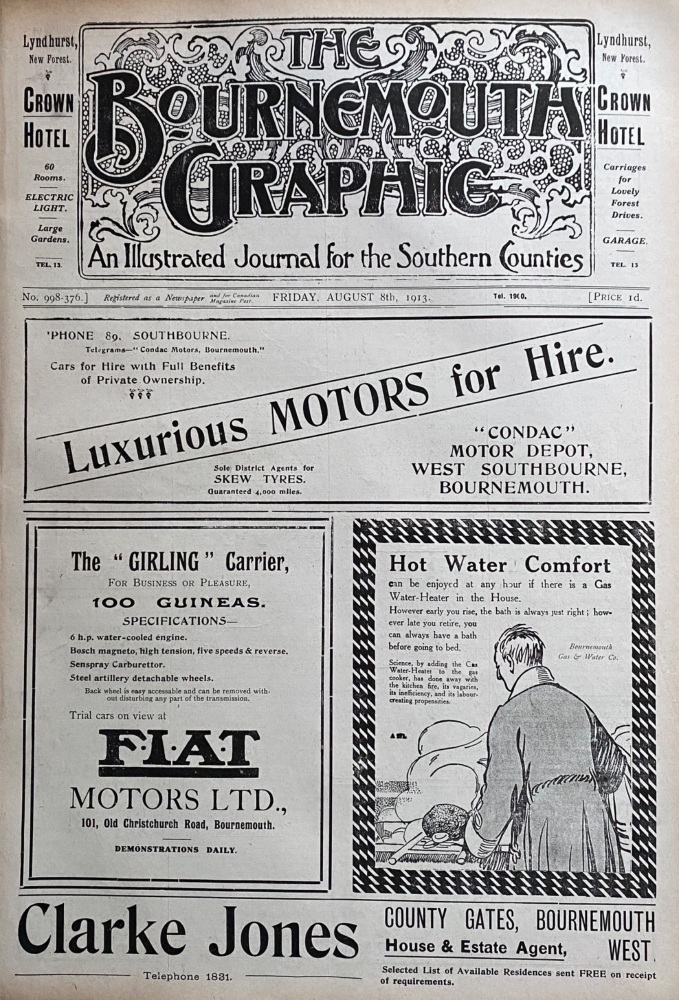 Lyndhurst,
New Forest.
CROWN
HOTEL
60
Rooms.
ELECTRIC
LIGHT.
Large
Gardens.
TEL. 13.
THE
BOURNEMOUTH
GRAPHIC
An Illustrated Journal for the Southern Counties
Lyndhurst,
New Forest.
CROWN
HOTEL
Carriages
for
Lovely
Forest
Drives.
GARAGE.
TEL. 13
No. 998-376.] Registered as a Newspaper and for Canadian Magazine Post. FRIDAY, AUGUST 8th, 1913. Tel. 1960. [PRICE 1d.
'PHONE 89, SOUTHBOURNE.
Telegrams—"Condac Motors, Bournemouth."
Cars for Hire with Full Benefits
of Private Ownership.
Luxurious MOTORS for Hire.
Sole District Agents for
SKEW TYRES.
Guaranteed 4,000 miles.
"CONDAC"
MOTOR DEPOT,
WEST SOUTHBOURNE,
BOURNEMOUTH.
The "GIRLING" Carrier,
FOR BUSINESS OR PLEASURE,
100 GUINEAS.
SPECIFICATIONS—
6 h.p. water-cooled engine.
Bosch magneto, high tension, five speeds & reverse.
Senspray Carburettor.
Steel artillery detachable wheels.
Back wheel is easy accessable and can be removed with-
out disturbing any part of the transmission.
Trial cars on view at
F·I·A·T
MOTORS LTD.,
101, Old Christchurch Road, Bournemouth.
DEMONSTRATIONS DAILY.
Hot Water Comfort
can be enjoyed at any hour if there is a Gas
Water-Heater in the House.
However early you rise, the bath is always just right; how-
ever late you retire, you
can always have a bath
before going to bed.
Bournemouth
Gas & Water Co.
Science, by adding the Gas
Water-Heater to the gas
cooker, has done away with
the kitchen fire, its vagaries,
its inefficiency, and its labour-
creating propensities.
Clarke Jones
Telephone 1831.
COUNTY GATES, BOURNEMOUTH
House & Estate Agent, WEST.
Selected List of Available Residences sent FREE on receipt
of requirements.